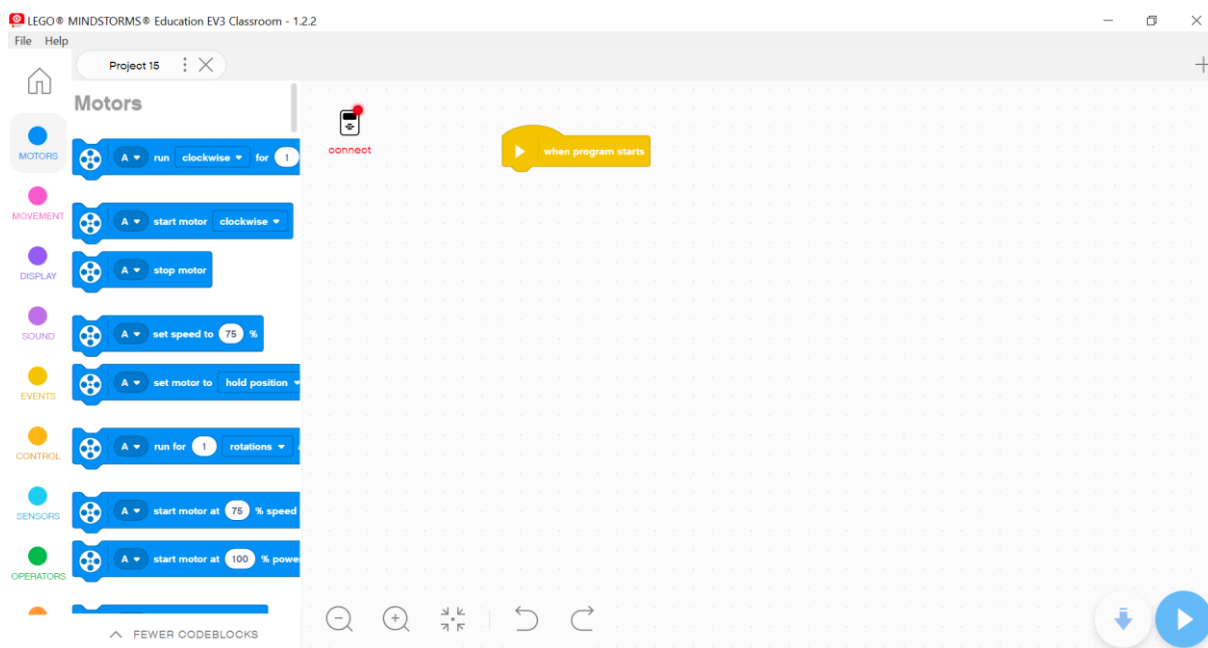 LEGO® MINDSTORMS® Education EV3 Classroom - 1.2.2
File Help
Project 15
Motors
MOTORS
MOVEMENT
DISPLAY
SOUND
EVENTS
CONTROL
SENSORS
OPERATORS
A run clockwise for 1
A start motor clockwise
A stop motor
A set speed to 75 %
A set motor to hold position
A run for 1 rotations
A start motor at 75 % speed
A start motor at 100 %
FEWER CODEBLOCKS
connect
when program starts